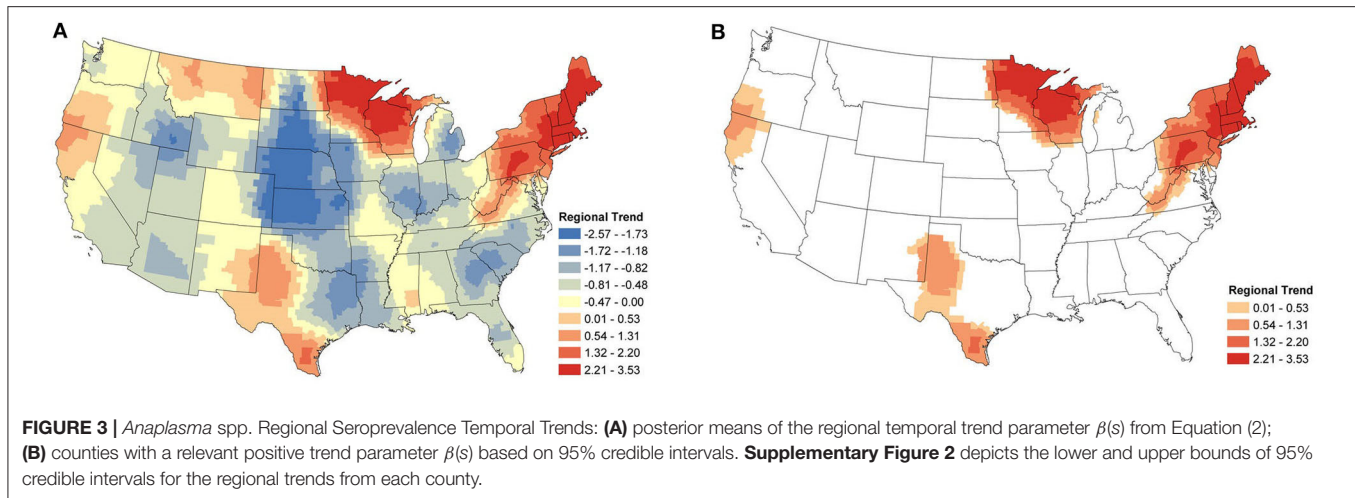 A
Regional Trend
-2.57 - -1.73
-1.72 - -1.18
-1.17 - -0.82
-0.81 - -0.48
-0.47 - 0.00
0.01 - 0.53
0.54 - 1.31
1.32 - 2.20
2.21 - 3.53
B
Regional Trend
0.01 - 0.53
0.54 - 1.31
1.32 - 2.20
2.21 - 3.53
FIGURE 3 | Anaplasma spp. Regional Seroprevalence Temporal Trends: (A) posterior means of the regional temporal trend parameter β(s) from Equation (2);
(B) counties with a relevant positive trend parameter β(s) based on 95% credible intervals. Supplementary Figure 2 depicts the lower and upper bounds of 95%
credible intervals for the regional trends from each county.